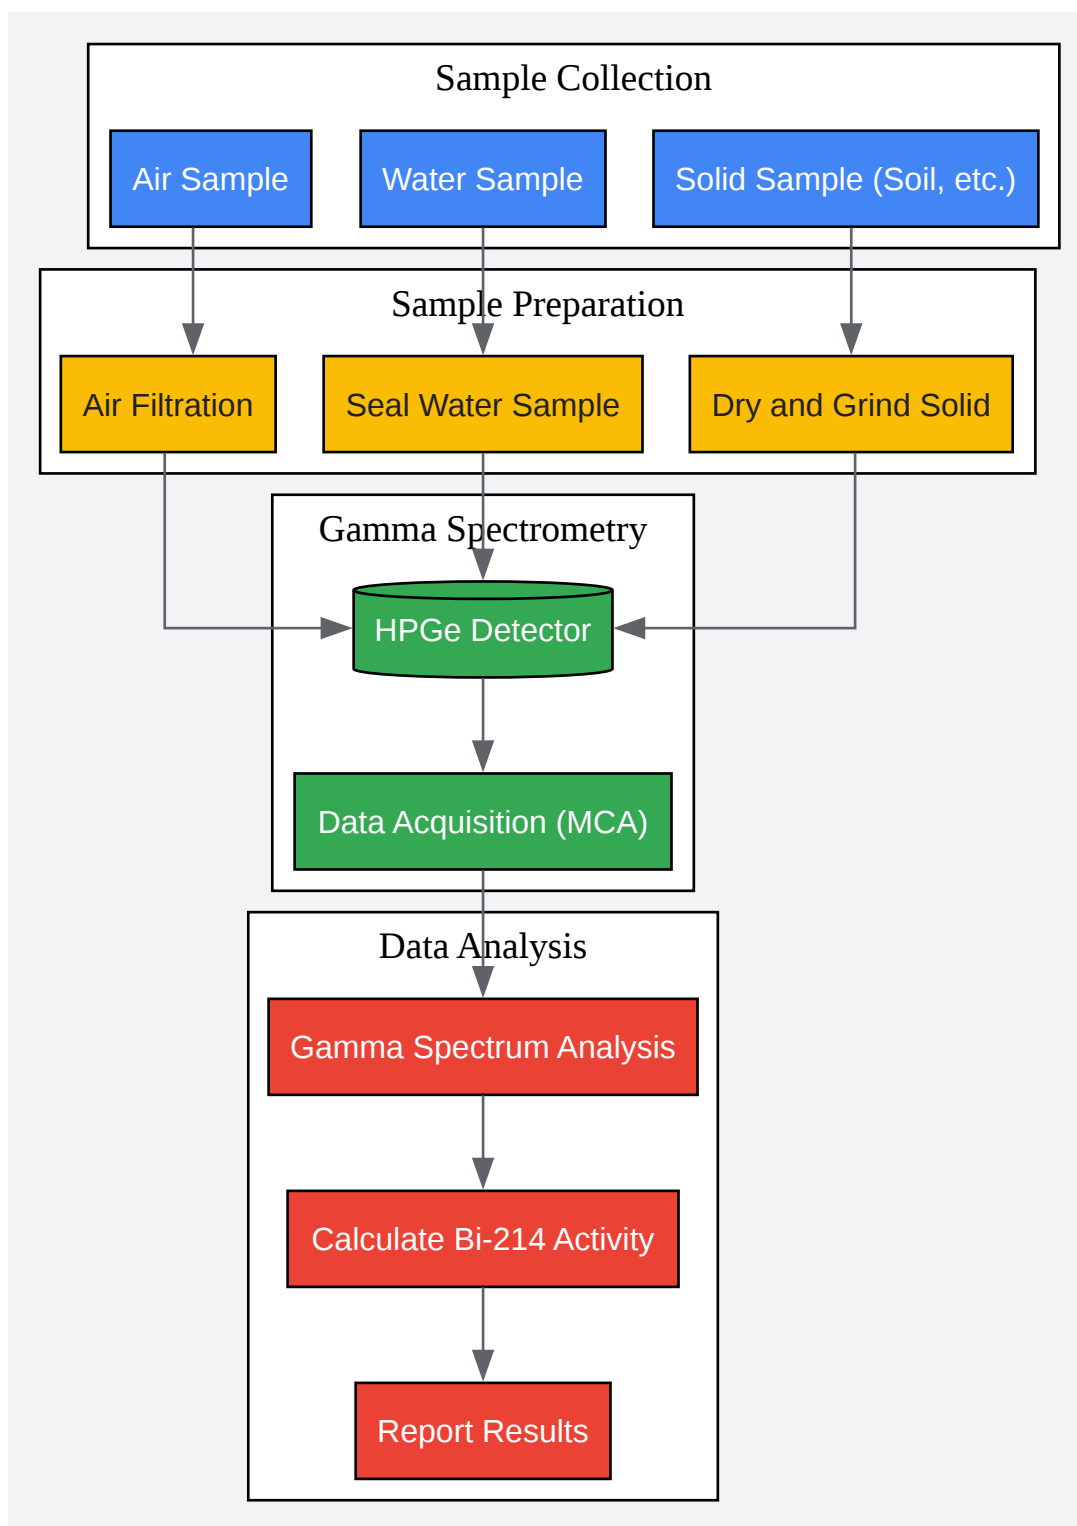 Sample Collection
Air Sample
Water Sample
Solid Sample (Soil, etc.)
Sample Preparation
Air Filtration
Seal Water Sample
Dry and Grind Solid
Gamma Spectrometry
HPGe Detector
Data Acquisition (MCA)
Data Analysis
Gamma Spectrum Analysis
Calculate Bi-214 Activity
Report Results